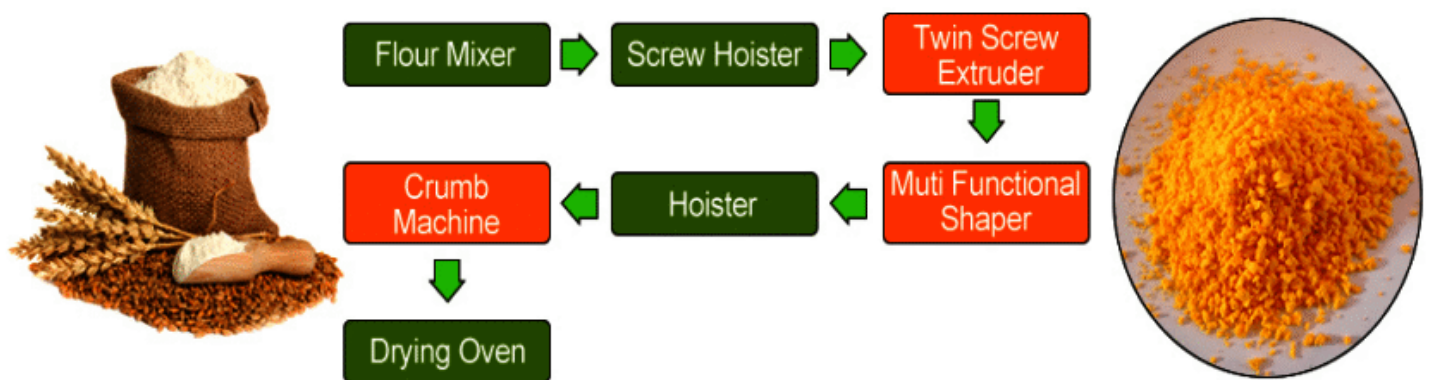 Flour Mixer
Screw Hoister
Twin Screw
Extruder
Muti Functional
Shaper
Hoister
Crumb
Machine
Drying Oven